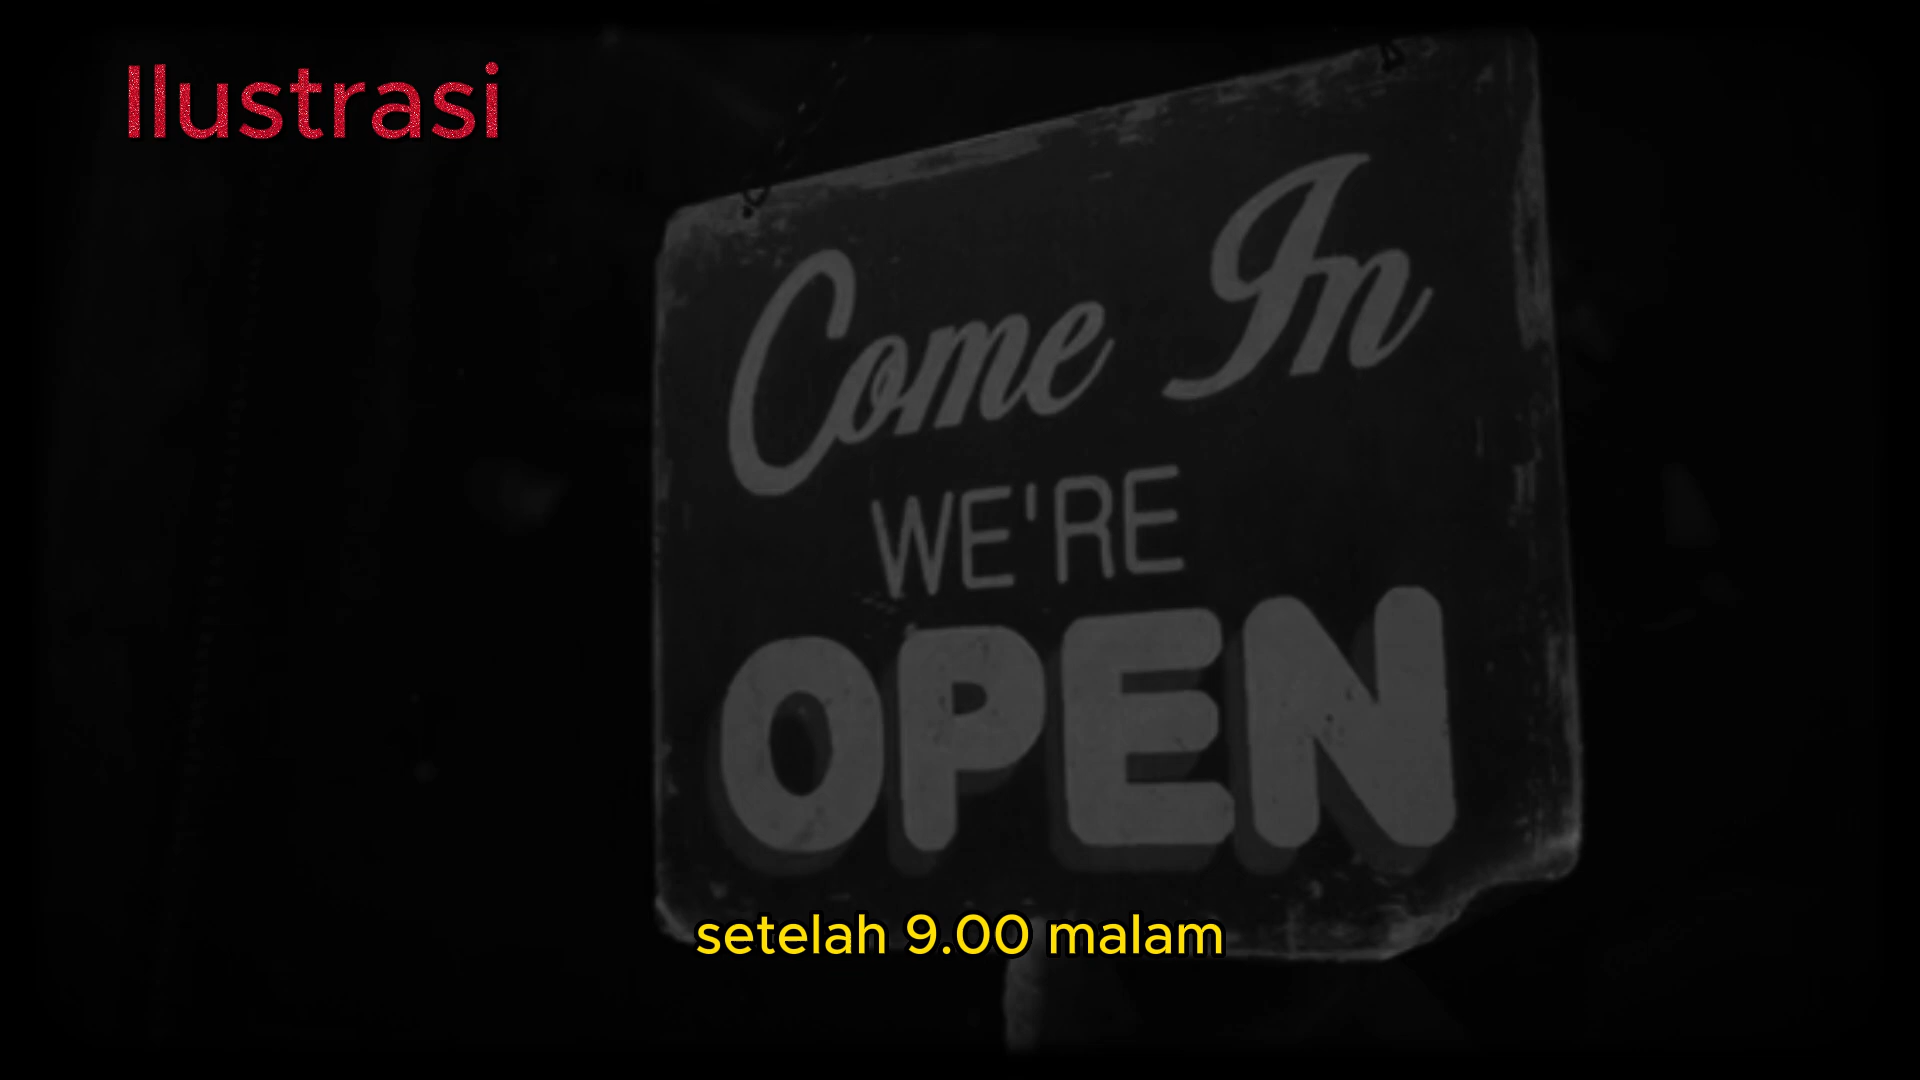 Ilustrasi
Come In
WE'RE
OPEN
setelah 9.00 malam